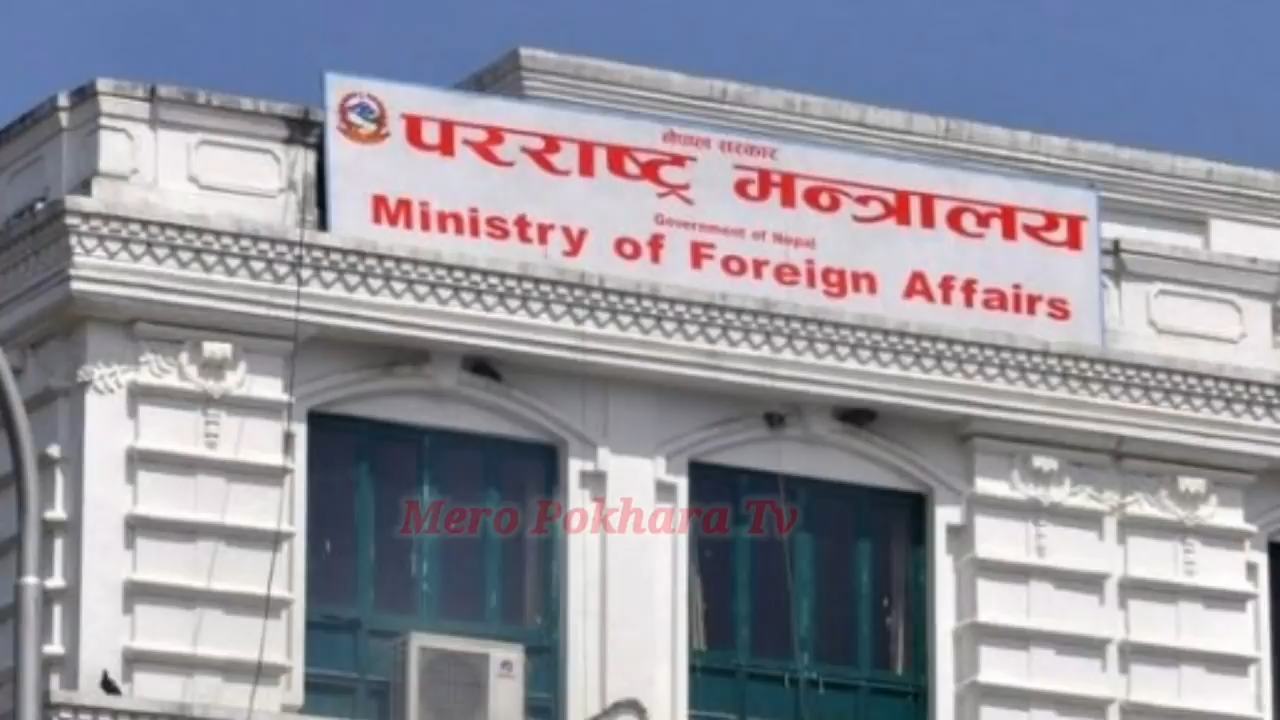 नेपाल सरकार
परराष्ट्र मन्त्रालय
Government of Nepal
Ministry of Foreign Affairs
Mero Pokhara Tv